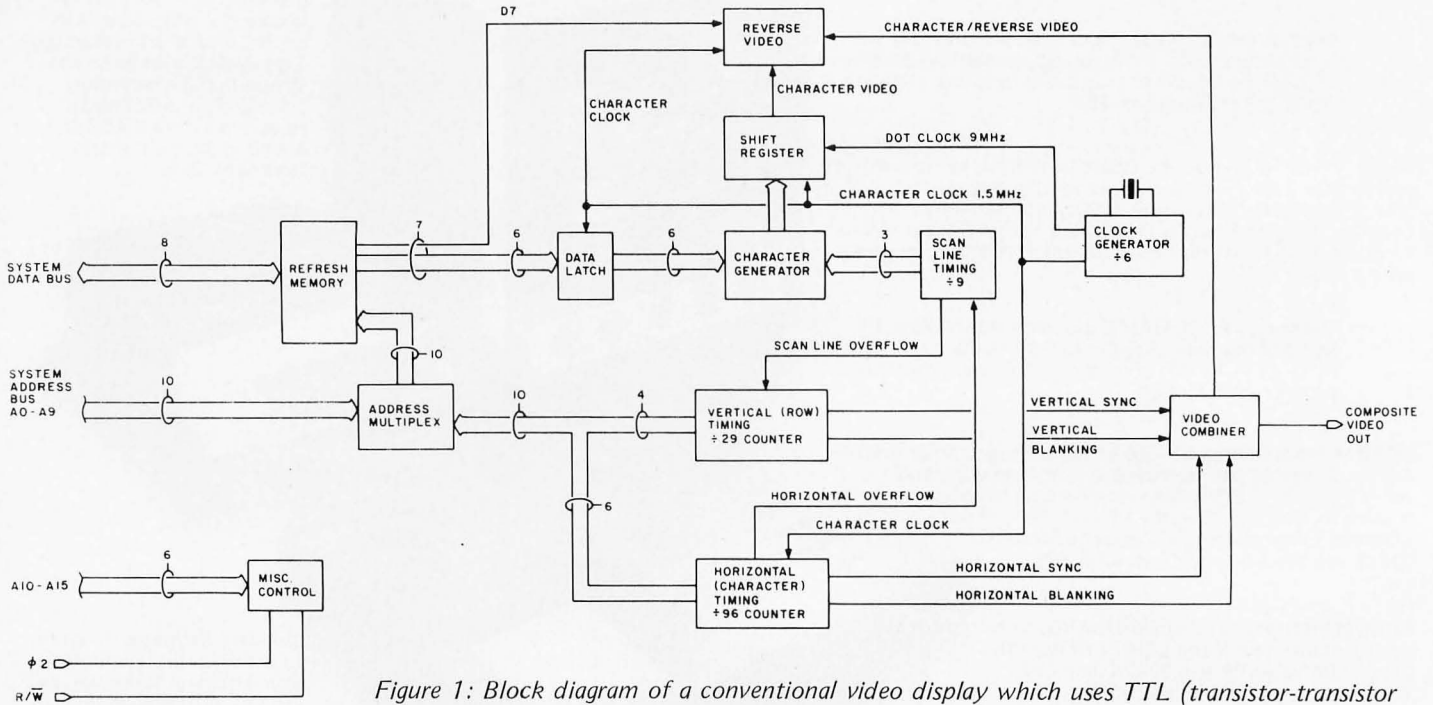 D7
REVERSE
VIDEO
CHARACTER/REVERSE VIDEO
CHARACTER VIDEO
CHARACTER
CLOCK
SHIFT
REGISTER
DOT CLOCK 9MHz
CHARACTER CLOCK 1.5MHz
CLOCK
GENERATOR
÷6
SYSTEM
DATA BUS
8
REFRESH
MEMORY
7
6
DATA
LATCH
6
CHARACTER
GENERATOR
3
SCAN
LINE
TIMING
÷9
SCAN LINE OVERFLOW
10
SYSTEM
ADDRESS
BUS
A0-A9
10
ADDRESS
MULTIPLEX
10
4
VERTICAL (ROW)
TIMING
÷29 COUNTER
VERTICAL SYNC
VERTICAL
BLANKING
VIDEO
COMBINER
COMPOSITE
VIDEO
OUT
HORIZONTAL OVERFLOW
CHARACTER CLOCK
6
HORIZONTAL
(CHARACTER)
TIMING
÷96 COUNTER
HORIZONTAL SYNC
HORIZONTAL BLANKING
A10-A15
6
MISC.
CONTROL
ϕ2
R/W̅
Figure 1: Block diagram of a conventional video display which uses TTL (transistor-transistor